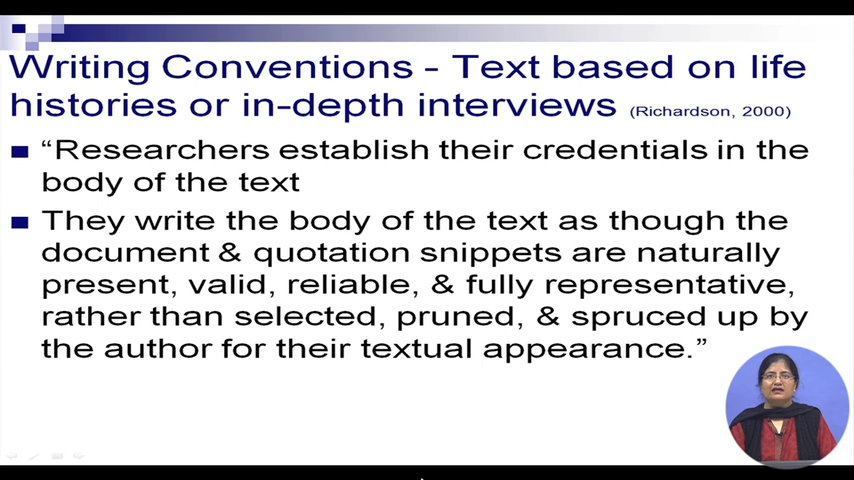 Writing Conventions - Text based on life
histories or in-depth interviews (Richardson, 2000)
“Researchers establish their credentials in the
body of the text
They write the body of the text as though the
document & quotation snippets are naturally
present, valid, reliable, & fully representative,
rather than selected, pruned, & spruced up by
the author for their textual appearance.”